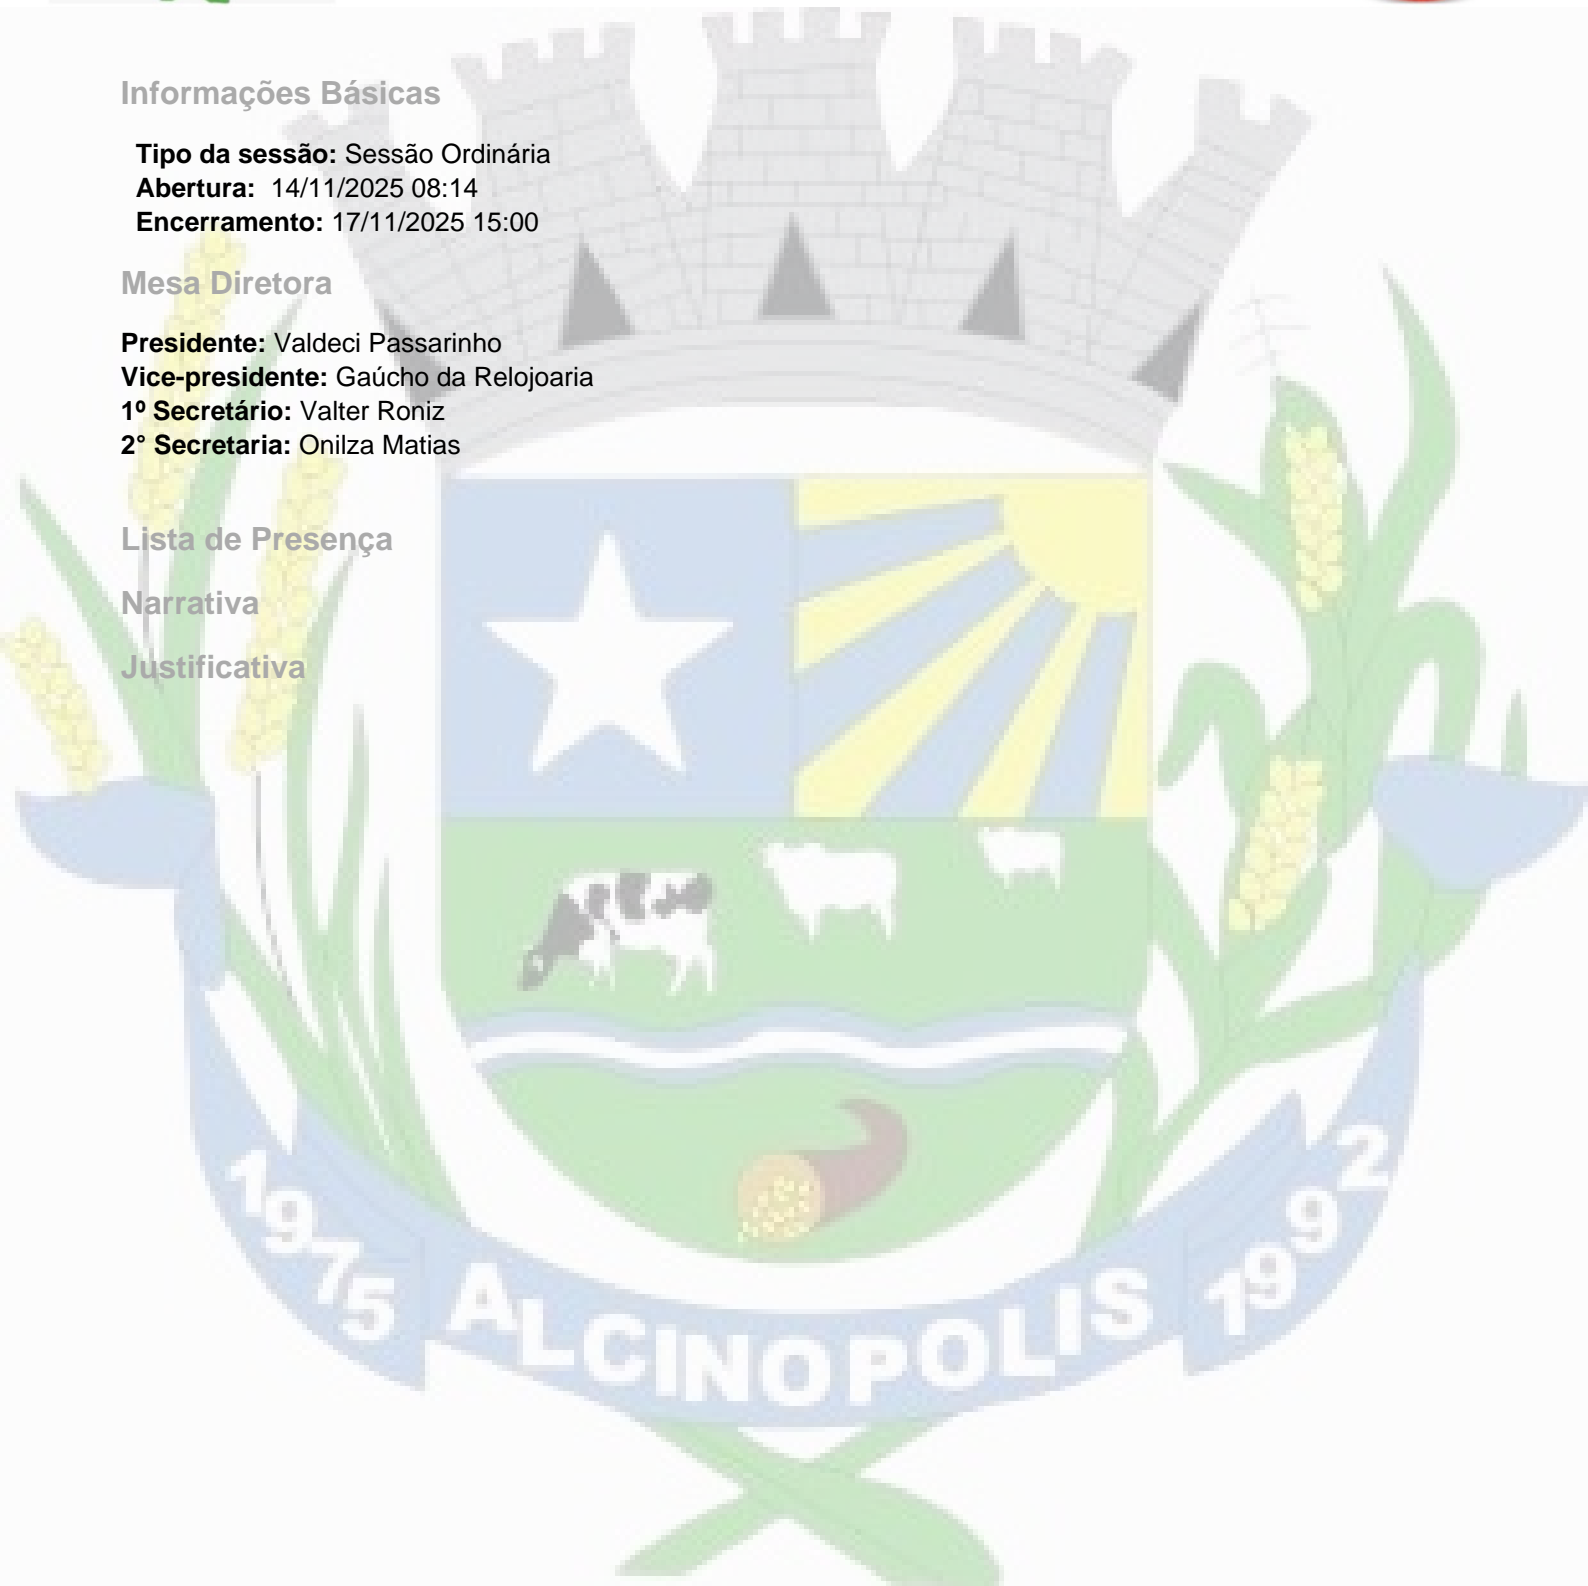 Informações Básicas
Tipo da sessão: Sessão Ordinária
Abertura: 14/11/2025 08:14
Encerramento: 17/11/2025 15:00
Mesa Diretora
Presidente: Valdeci Passarinho
Vice-presidente: Gaúcho da Relojoaria
1º Secretário: Valter Roniz
2° Secretaria: Onilza Matias
Lista de Presença
Narrativa
Justificativa
1975 ALCINOPOLIS 1992